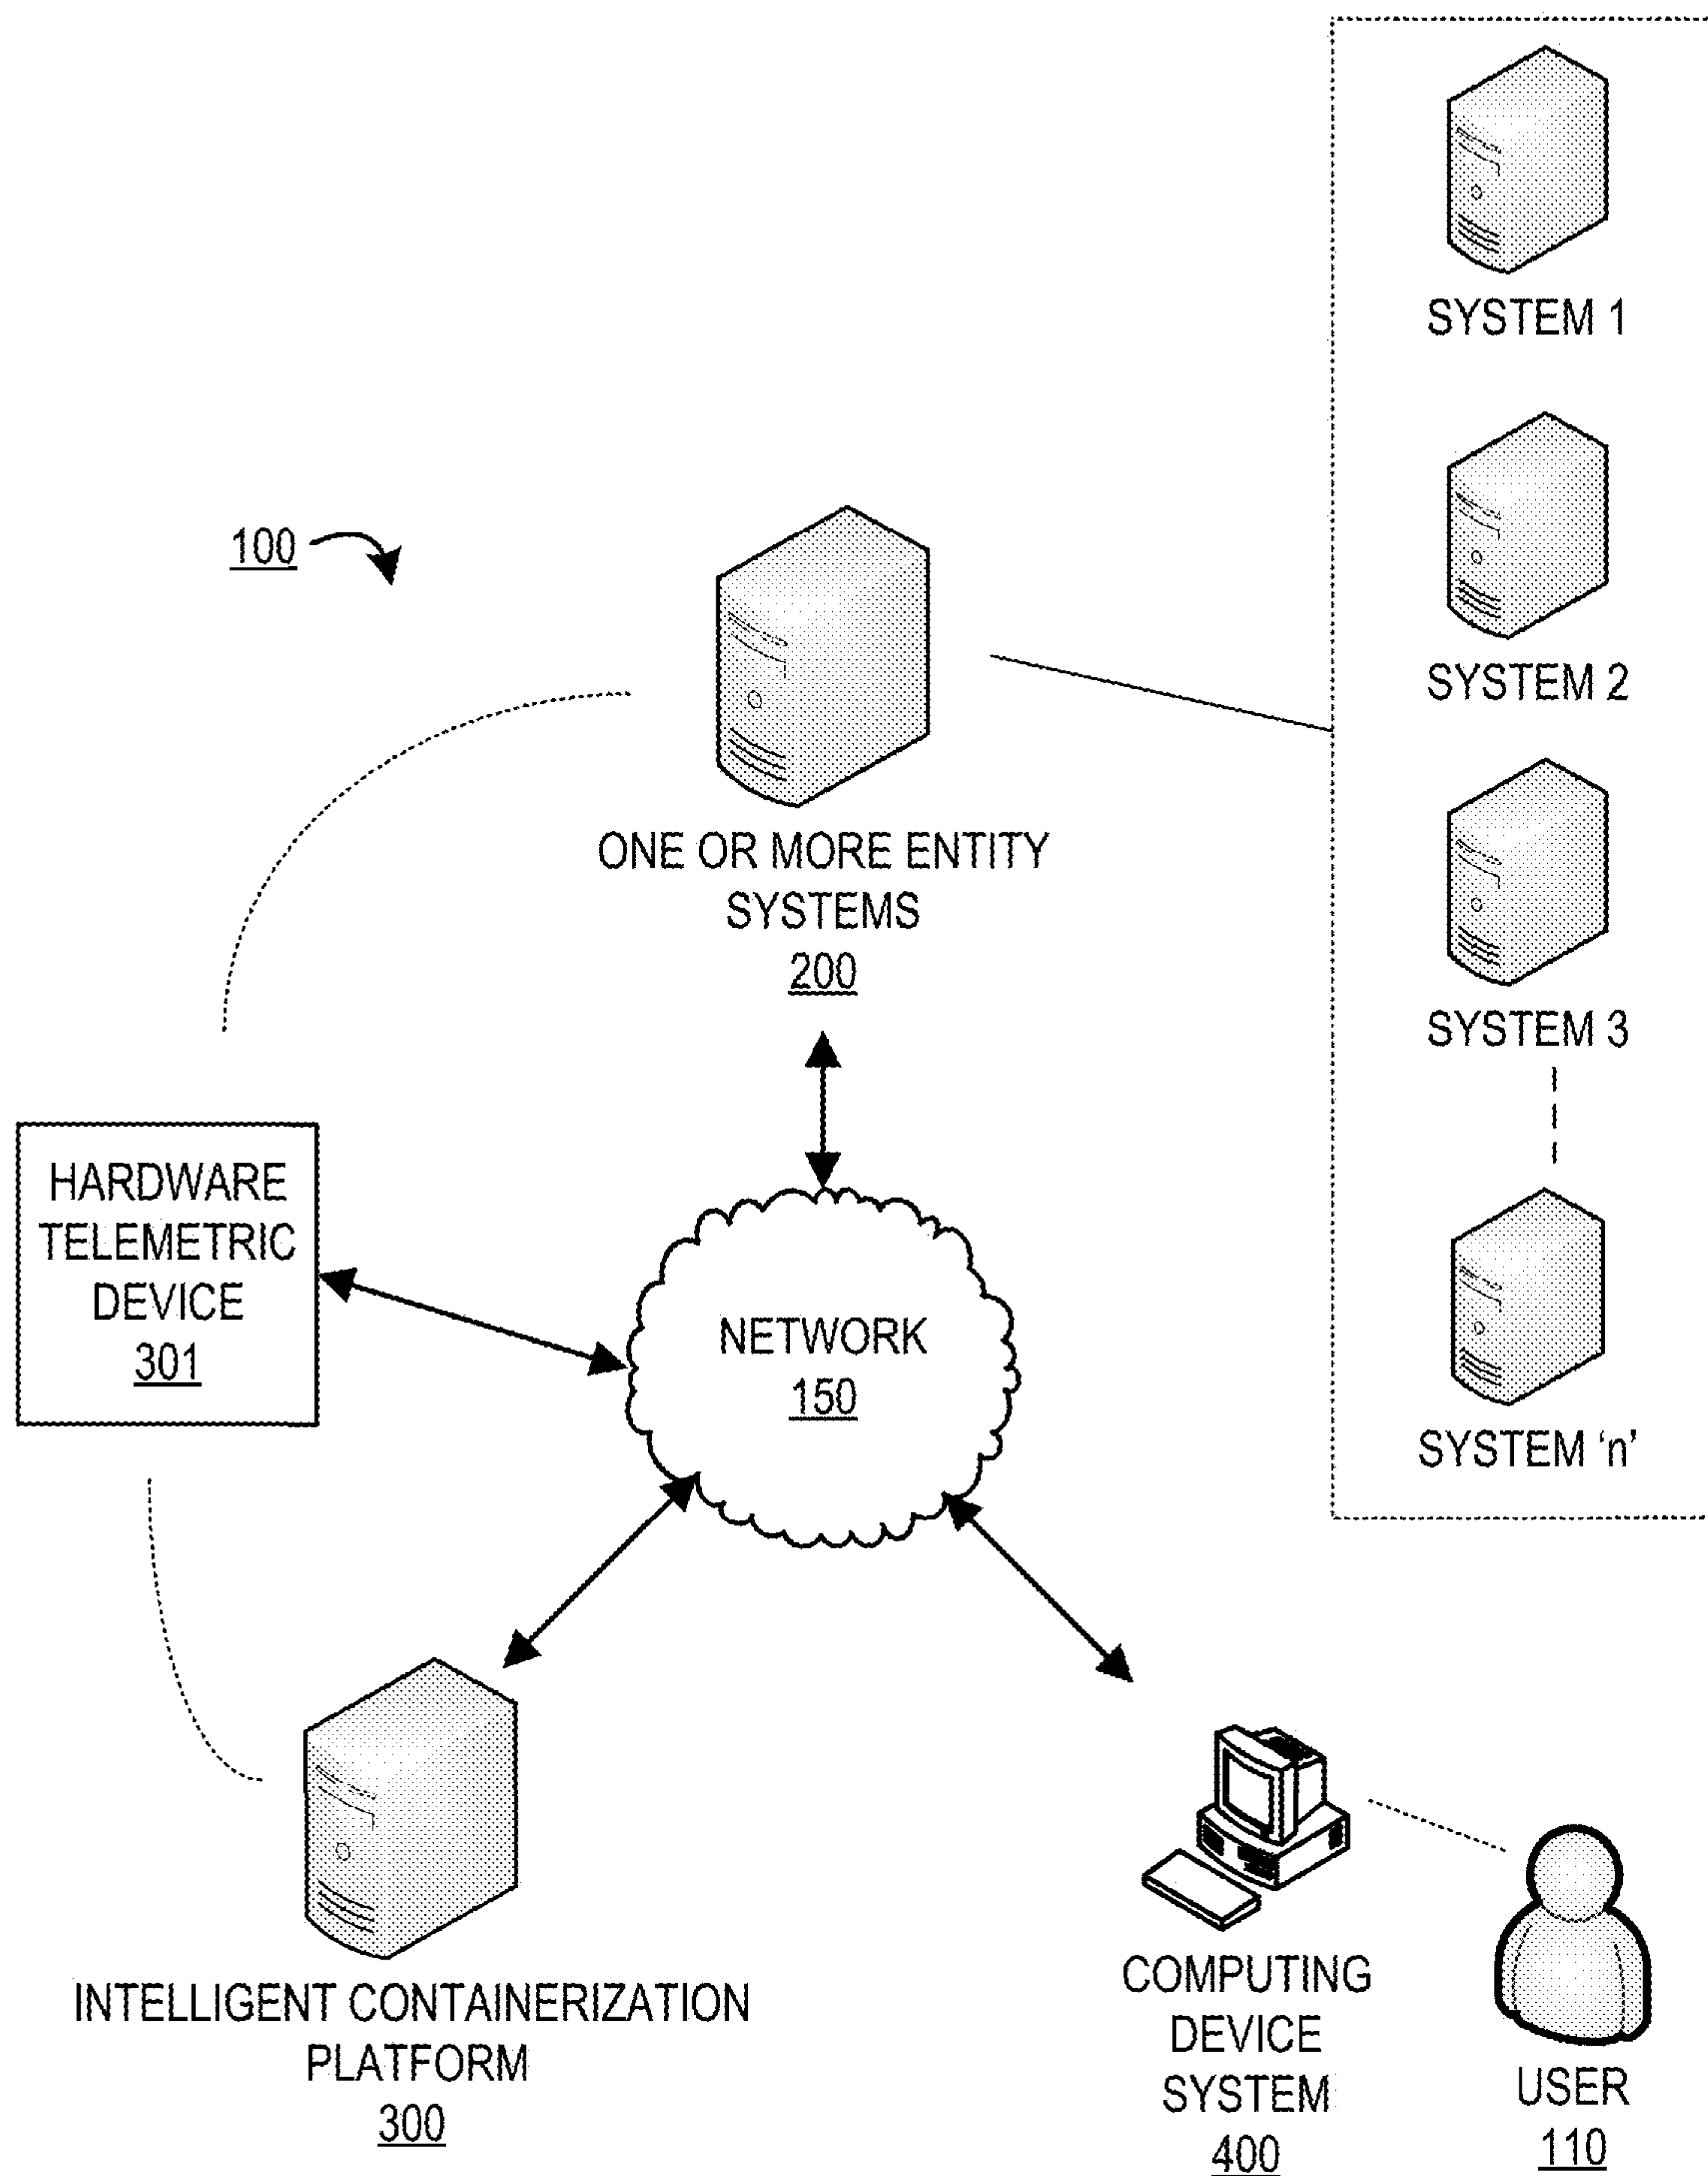 SYSTEM 1
SYSTEM 2
SYSTEM 3
SYSTEM ‘n’
100
ONE OR MORE ENTITY
SYSTEMS
200
HARDWARE
TELEMETRIC
DEVICE
301
NETWORK
150
INTELLIGENT CONTAINERIZATION
PLATFORM
300
COMPUTING
DEVICE
SYSTEM
400
USER
110